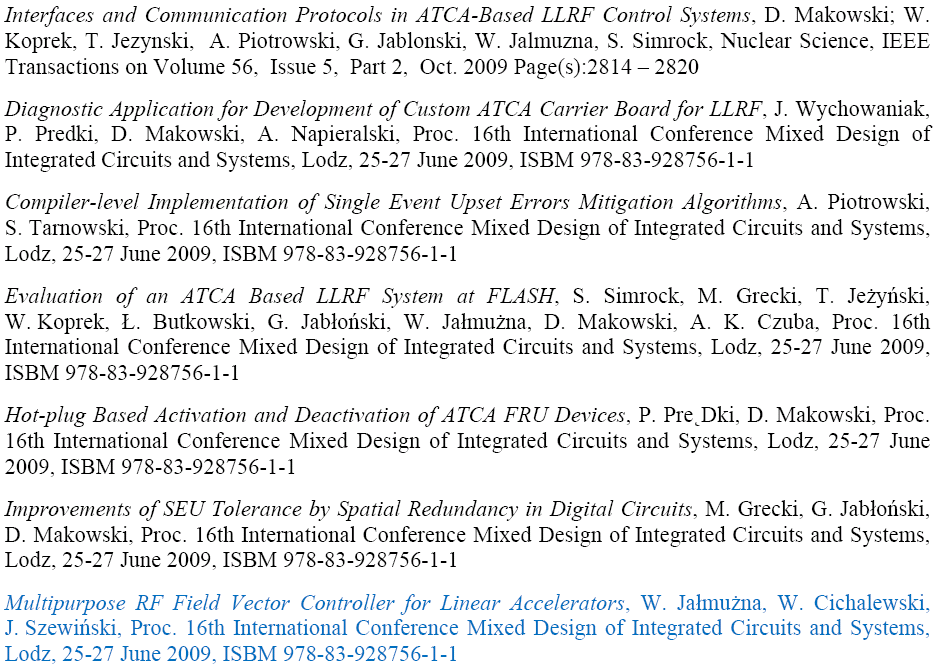 Interfaces and Communication Protocols in ATCA-Based LLRF Control Systems, D. Makowski; W.
Koprek, T. Jezynski, A. Piotrowski, G. Jablonski, W. Jalmuzna, S. Simrock, Nuclear Science, IEEE
Transactions on Volume 56, Issue 5, Part 2, Oct. 2009 Page(s):2814 – 2820
Diagnostic Application for Development of Custom ATCA Carrier Board for LLRF, J. Wychowaniak,
P. Predki, D. Makowski, A. Napieralski, Proc. 16th International Conference Mixed Design of
Integrated Circuits and Systems, Lodz, 25-27 June 2009, ISBM 978-83-928756-1-1
Compiler-level Implementation of Single Event Upset Errors Mitigation Algorithms, A. Piotrowski,
S. Tarnowski, Proc. 16th International Conference Mixed Design of Integrated Circuits and Systems,
Lodz, 25-27 June 2009, ISBM 978-83-928756-1-1
Evaluation of an ATCA Based LLRF System at FLASH, S. Simrock, M. Grecki, T. Jeżyński,
W. Koprek, Ł. Butkowski, G. Jabłoński, W. Jałmużna, D. Makowski, A. K. Czuba, Proc. 16th
International Conference Mixed Design of Integrated Circuits and Systems, Lodz, 25-27 June 2009,
ISBM 978-83-928756-1-1
Hot-plug Based Activation and Deactivation of ATCA FRU Devices, P. Pre˛Dki, D. Makowski, Proc.
16th International Conference Mixed Design of Integrated Circuits and Systems, Lodz, 25-27 June
2009, ISBM 978-83-928756-1-1
Improvements of SEU Tolerance by Spatial Redundancy in Digital Circuits, M. Grecki, G. Jabłoński,
D. Makowski, Proc. 16th International Conference Mixed Design of Integrated Circuits and Systems,
Lodz, 25-27 June 2009, ISBM 978-83-928756-1-1
Multipurpose RF Field Vector Controller for Linear Accelerators, W. Jałmużna, W. Cichalewski,
J. Szewiński, Proc. 16th International Conference Mixed Design of Integrated Circuits and Systems,
Lodz, 25-27 June 2009, ISBM 978-83-928756-1-1